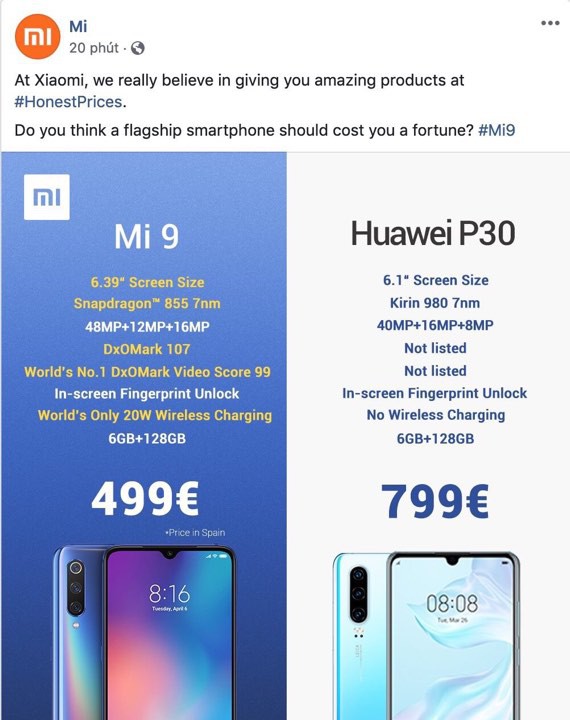 Mi
20 phút ·
At Xiaomi, we really believe in giving you amazing products at
#HonestPrices.
Do you think a flagship smartphone should cost you a fortune? #Mi9
mi
Mi 9
6.39" Screen Size
Snapdragon™ 855 7nm
48MP+12MP+16MP
DxOMark 107
World's No.1 DxOMark Video Score 99
In-screen Fingerprint Unlock
World's Only 20W Wireless Charging
6GB+128GB
499€
*Price in Spain
8:16
Tuesday, April 6
Huawei P30
6.1" Screen Size
Kirin 980 7nm
40MP+16MP+8MP
Not listed
Not listed
In-screen Fingerprint Unlock
No Wireless Charging
6GB+128GB
799€
08:08
Tue, Mar 26